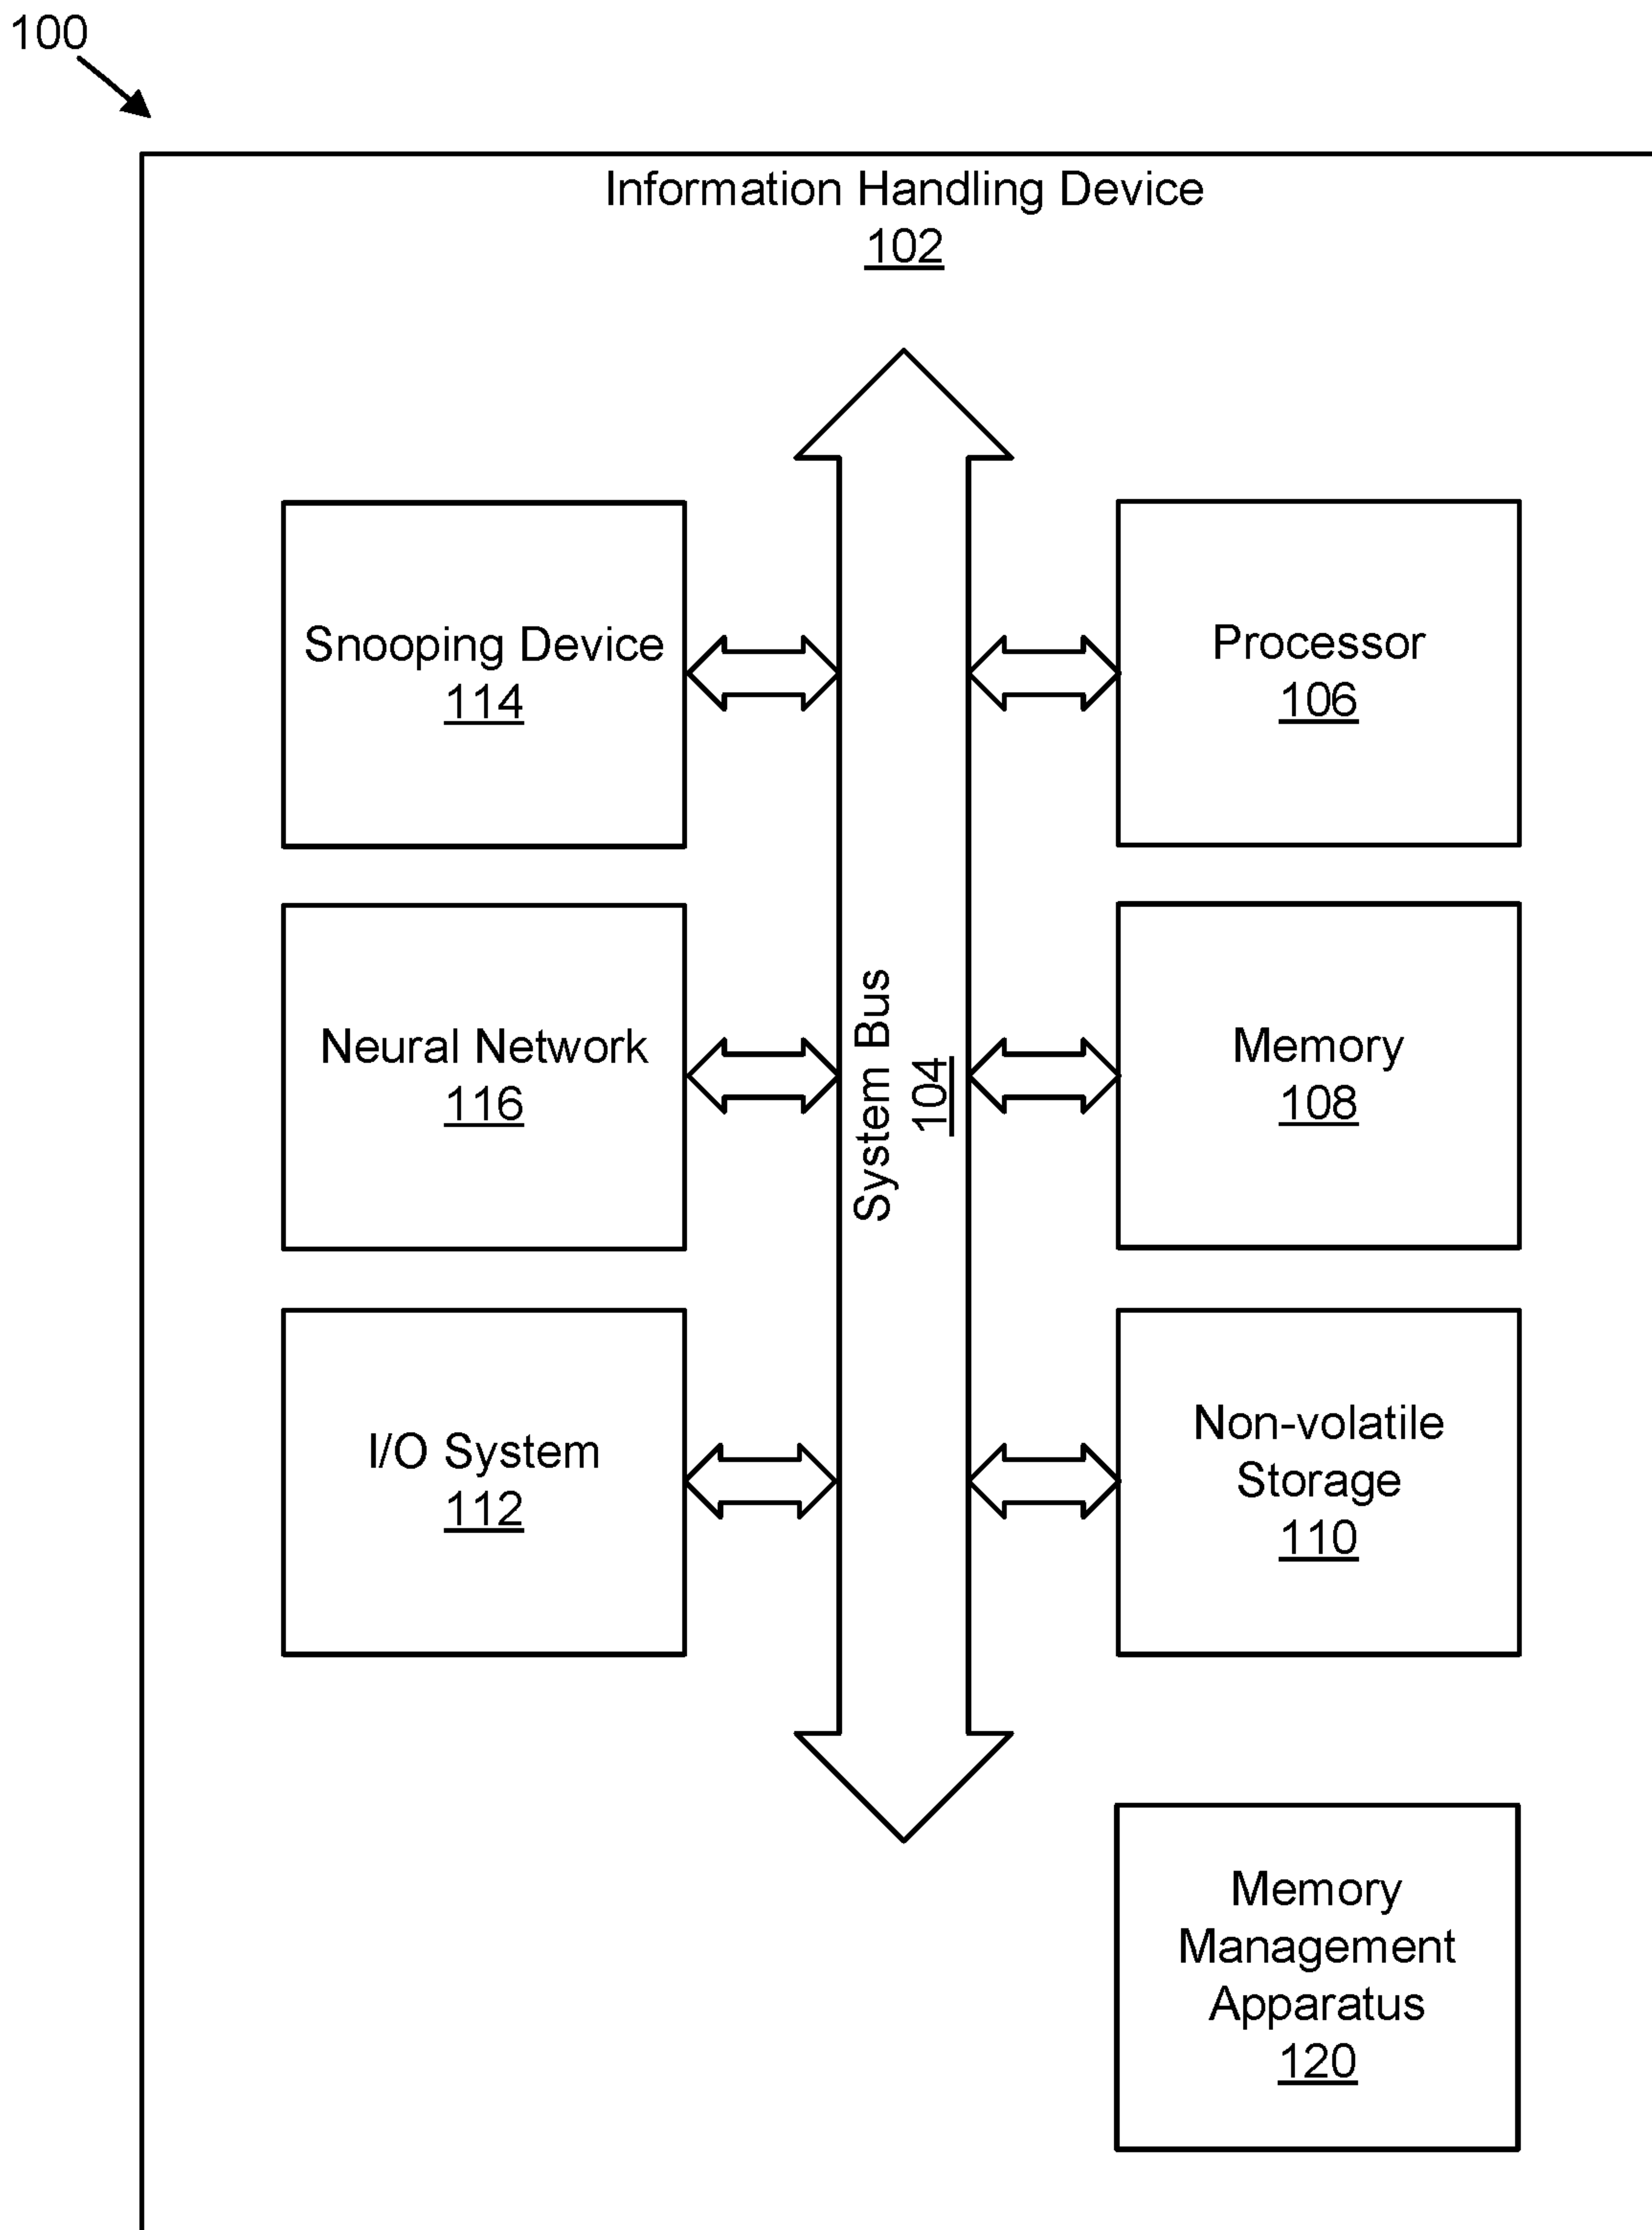 100
Information Handling Device
102
Snooping Device
114
Processor
106
Neural Network
116
System Bus
104
Memory
108
I/O System
112
Non-volatile
Storage
110
Memory
Management
Apparatus
120